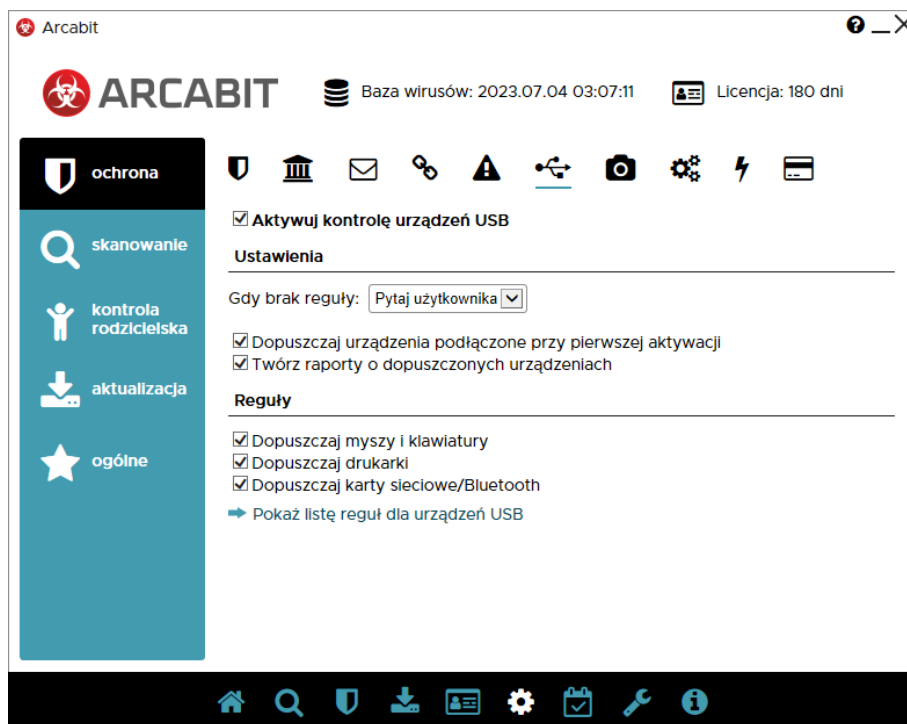 Arcabit
ARCABIT
Baza wirusów: 2023.07.04 03:07:11
Licencja: 180 dni
ochrona
skanowanie
kontrola
rodzicielska
aktualizacja
ogólne
Aktywuj kontrolę urządzeń USB
Ustawienia
Gdy brak reguły: Pytaj użytkownika
Dopuszczaj urządzenia podłączone przy pierwszej aktywacji
Twórz raporty o dopuszczonych urządzeniach
Reguły
Dopuszczaj myszy i klawiatury
Dopuszczaj drukarki
Dopuszczaj karty sieciowe/Bluetooth
Pokaż listę reguł dla urządzeń USB